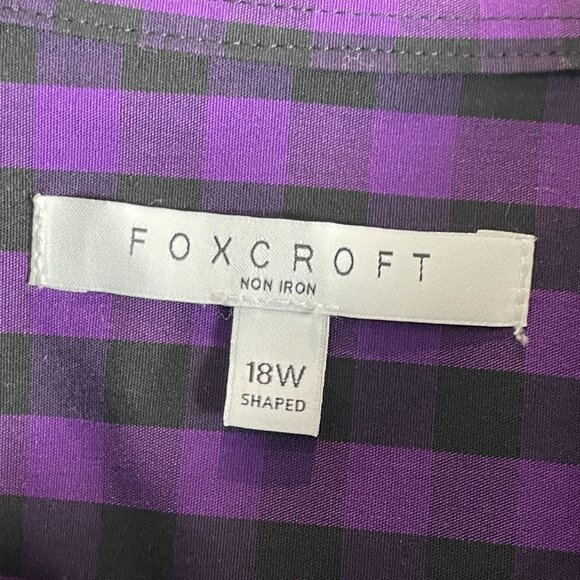 FOXCROFT
NON IRON
18W
SHAPED